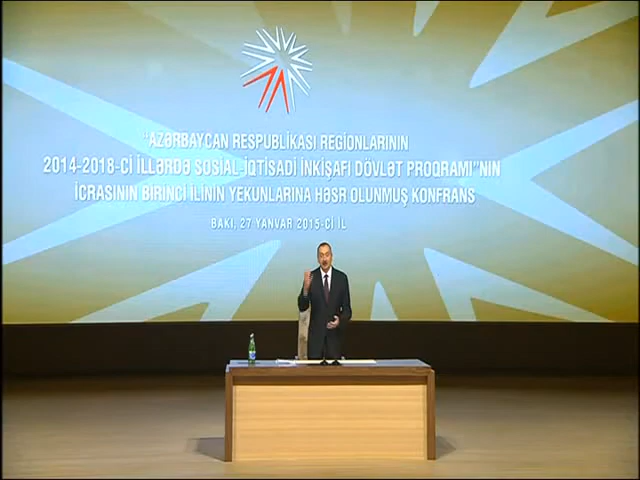 "AZƏRBAYCAN RESPUBLİKASI REGİONLARININ
2014-2018-Cİ İLLƏRDƏ SOSİAL-İQTİSADİ İNKİŞAFI DÖVLƏT PROQRAMI"NIN
İCRASININ BİRİNCİ İLİNİN YEKUNLARINA HƏSR OLUNMUŞ KONFRANS
BAKI, 27 YANVAR 2015-Cİ İL